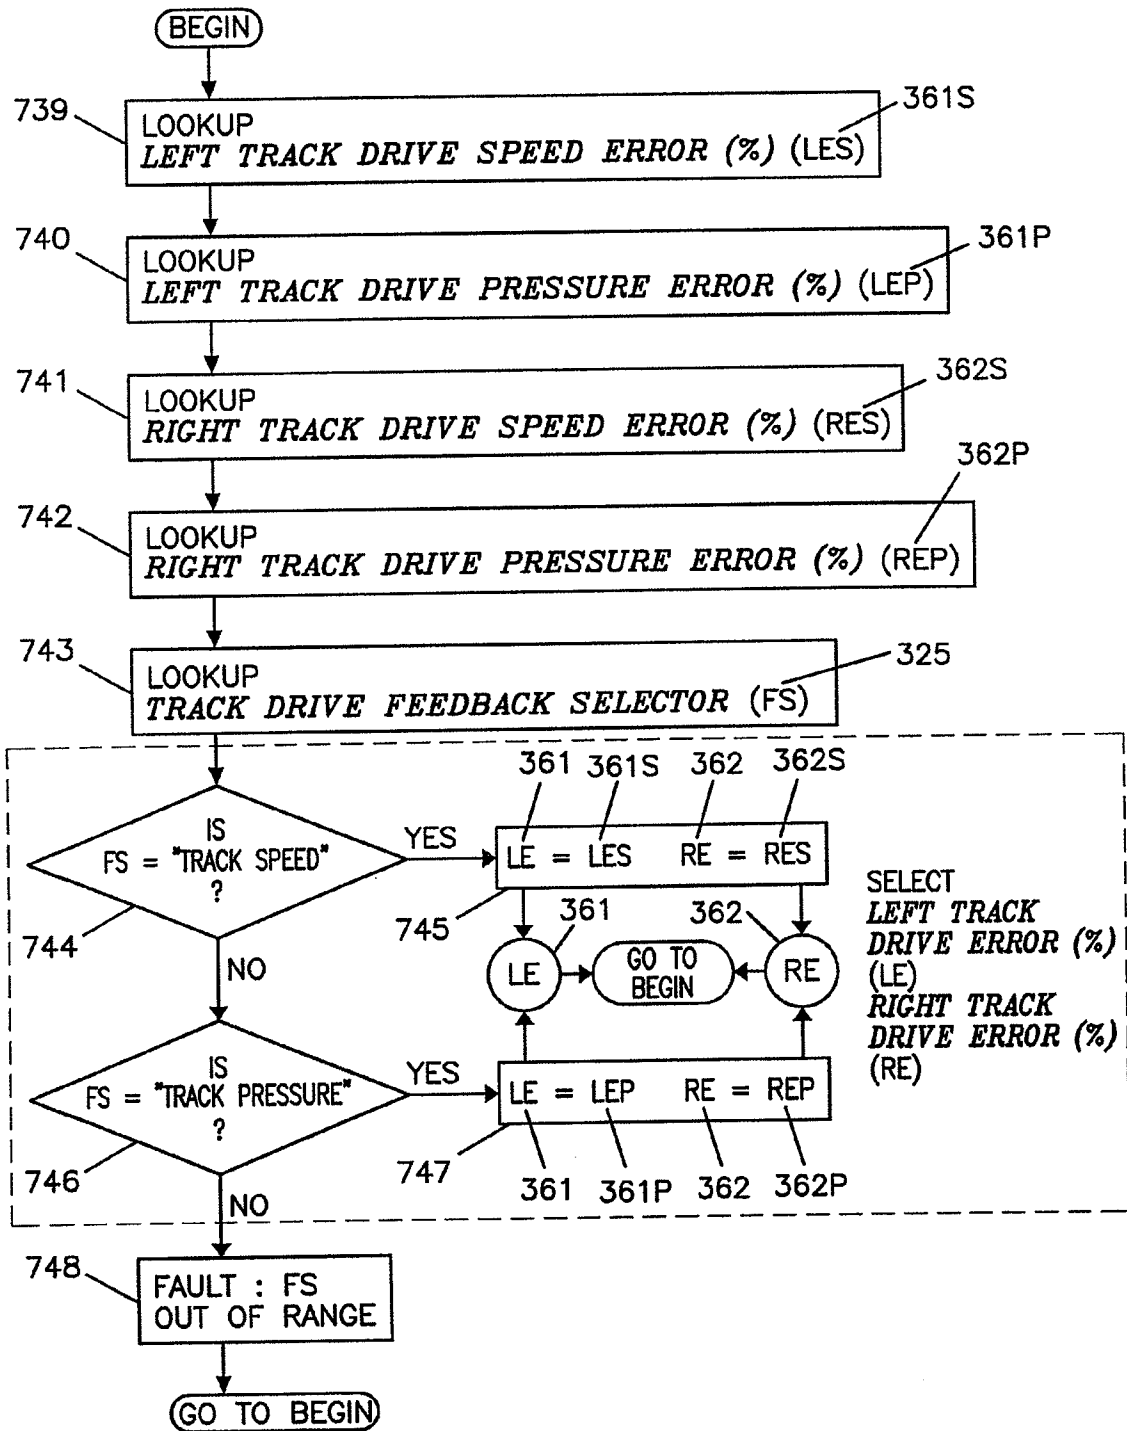 BEGIN
739
361S
LOOKUP
LEFT TRACK DRIVE SPEED ERROR (%) (LES)
740
361P
LOOKUP
LEFT TRACK DRIVE PRESSURE ERROR (%) (LEP)
741
362S
LOOKUP
RIGHT TRACK DRIVE SPEED ERROR (%) (RES)
742
362P
LOOKUP
RIGHT TRACK DRIVE PRESSURE ERROR (%) (REP)
743
325
LOOKUP
TRACK DRIVE FEEDBACK SELECTOR (FS)
361 361S 362 362S
IS
FS = "TRACK SPEED"
?
YES
LE = LES RE = RES
744
745
361
362
NO
LE
GO TO
BEGIN
RE
SELECT
LEFT TRACK
DRIVE ERROR (%)
(LE)
RIGHT TRACK
DRIVE ERROR (%)
(RE)
IS
FS = "TRACK PRESSURE"
?
YES
LE = LEP RE = REP
746
747
361 361P 362 362P
NO
748
FAULT : FS
OUT OF RANGE
GO TO BEGIN